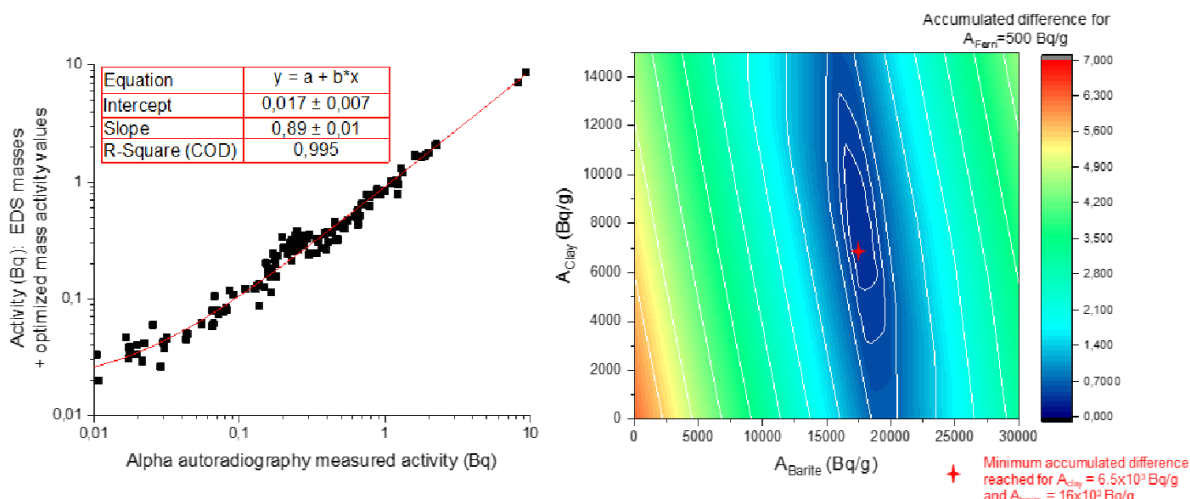 Activity (Bq): EDS masses
+ optimized mass activity values
10
1
0,1
0,01
Equation y = a + b*x
Intercept 0,017 ± 0,007
Slope 0,89 ± 0,01
R-Square (COD) 0,995
0,01 0,1 1 10
Alpha autoradiography measured activity (Bq)
Accumulated difference for
A_Ferri=500 Bq/g
A_Clay (Bq/g)
14000
12000
10000
8000
6000
4000
2000
0
0 5000 10000 15000 20000 25000 30000
A_Barite (Bq/g)
7,000
6,300
5,600
4,900
4,200
3,500
2,800
2,100
1,400
0,7000
0,000
Minimum accumulated difference
reached for A_clay = 6.5x10³ Bq/g
and = 16x10³ Bq/g